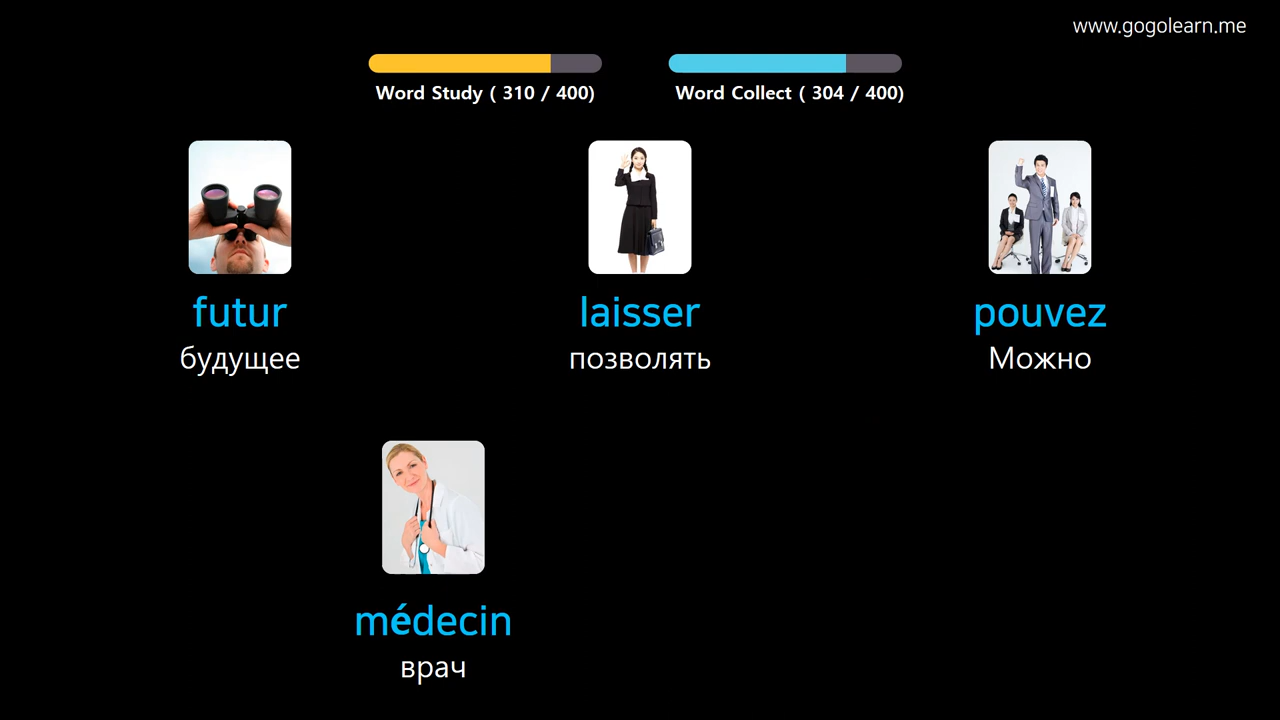 www.gogolearn.me
Word Study ( 310 / 400)
Word Collect ( 304 / 400)
futur
laisser
pouvez
будущее
позволять
Можно
médecin
врач